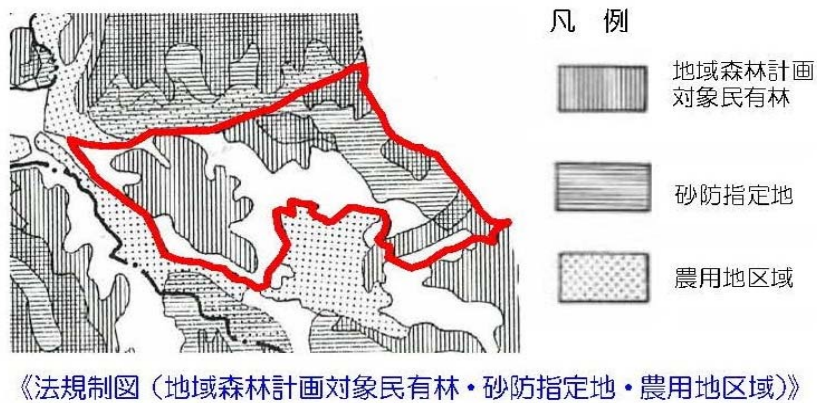 凡 例
地域森林計画
対象民有林
砂防指定地
農用地区域
《法規制図（地域森林計画対象民有林・砂防指定地・農用地区域）》